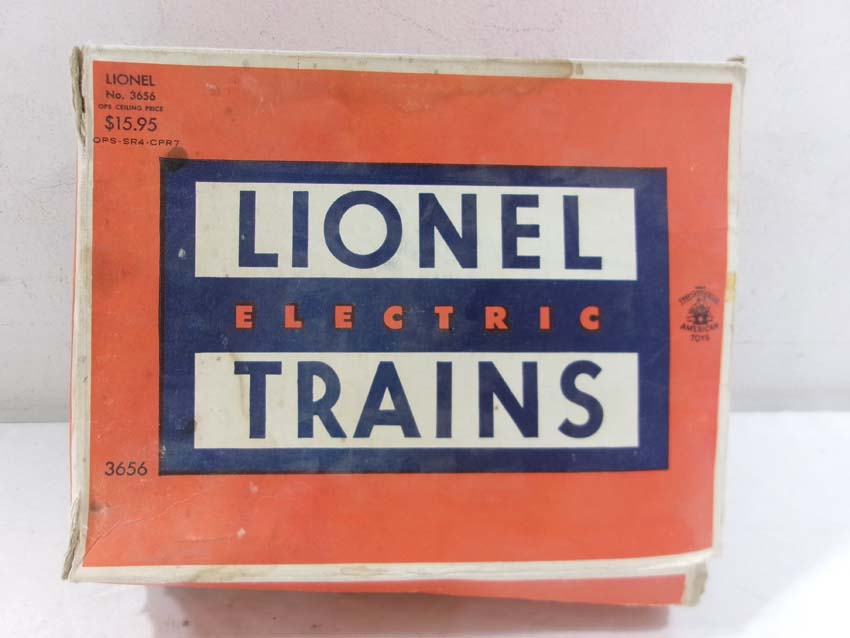 LIONEL
No. 3656
OPS CEILING PRICE
$15.95
OPS-SR4-CPR7
LIONEL
ELECTRIC
TRAINS
AMERICAN
TOYS
3656